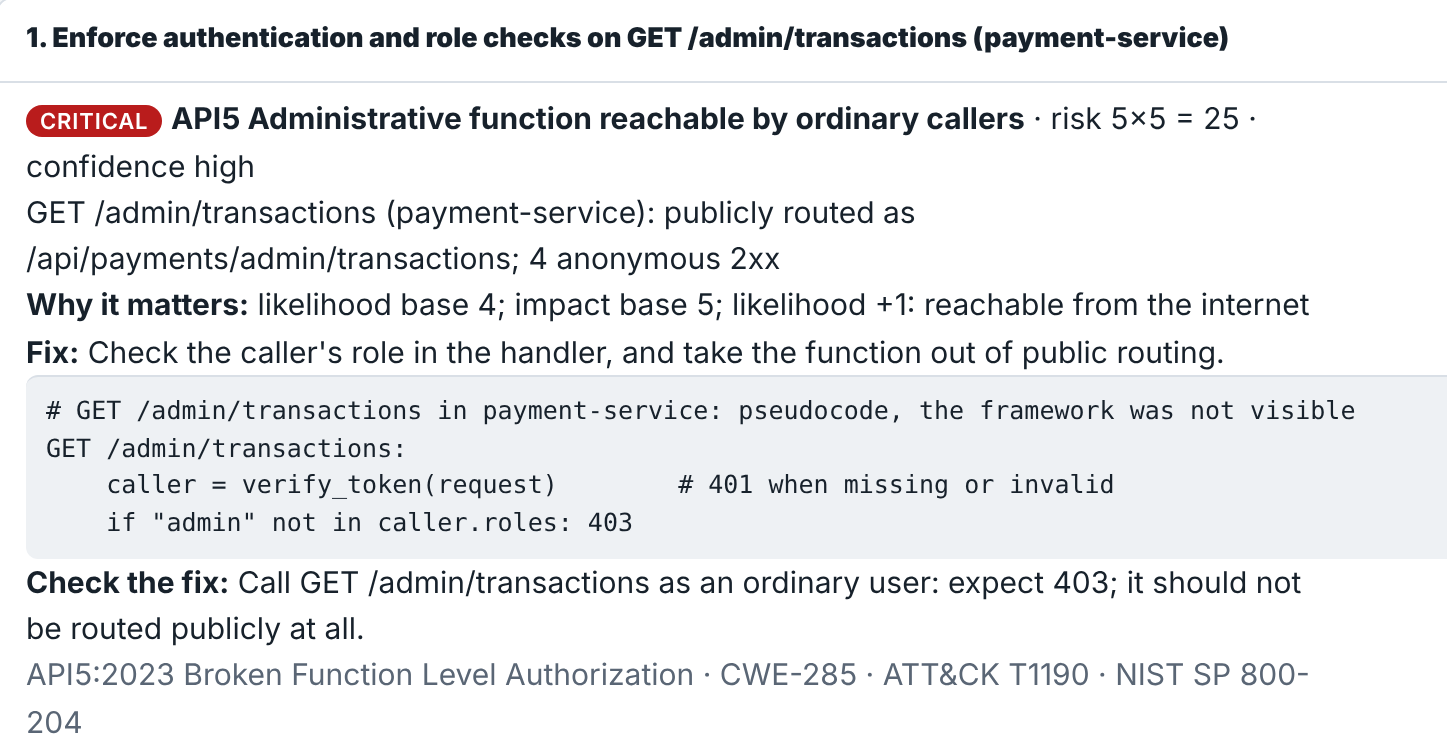 1. Enforce authentication and role checks on GET /admin/transactions (payment-service)
CRITICAL API5 Administrative function reachable by ordinary callers · risk 5×5 = 25 ·
confidence high
GET /admin/transactions (payment-service): publicly routed as
/api/payments/admin/transactions; 4 anonymous 2xx
Why it matters: likelihood base 4; impact base 5; likelihood +1: reachable from the internet
Fix: Check the caller's role in the handler, and take the function out of public routing.
# GET /admin/transactions in payment-service: pseudocode, the framework was not visible
GET /admin/transactions:
    caller = verify_token(request)        # 401 when missing or invalid
    if "admin" not in caller.roles: 403
Check the fix: Call GET /admin/transactions as an ordinary user: expect 403; it should not
be routed publicly at all.
API5:2023 Broken Function Level Authorization · CWE-285 · ATT&CK T1190 · NIST SP 800-
204